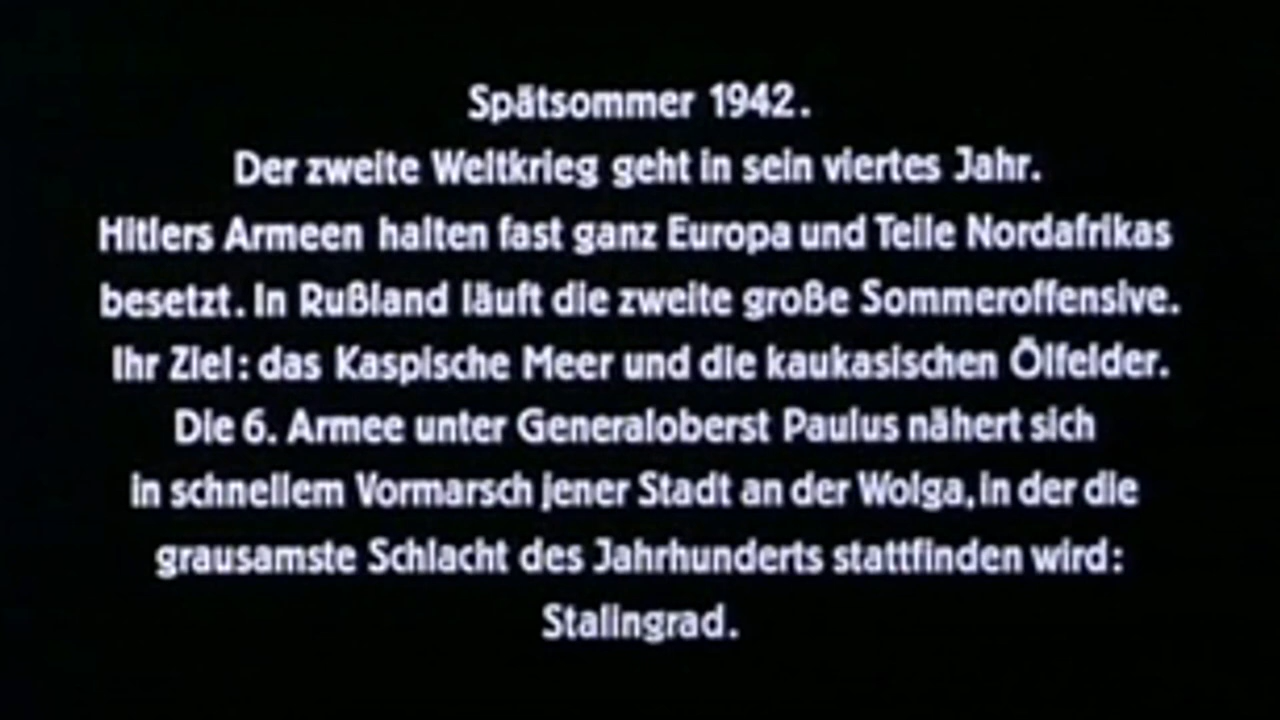 Spätsommer 1942.
Der zweite Weltkrieg geht in sein viertes Jahr.
Hitlers Armeen halten fast ganz Europa und Teile Nordafrikas
besetzt. In Rußland läuft die zweite große Sommeroffensive.
Ihr Ziel: das Kaspische Meer und die kaukasischen Ölfelder.
Die 6. Armee unter Generaloberst Paulus nähert sich
in schnellem Vormarsch jener Stadt an der Wolga, in der die
grausamste Schlacht des Jahrhunderts stattfinden wird:
Stalingrad.